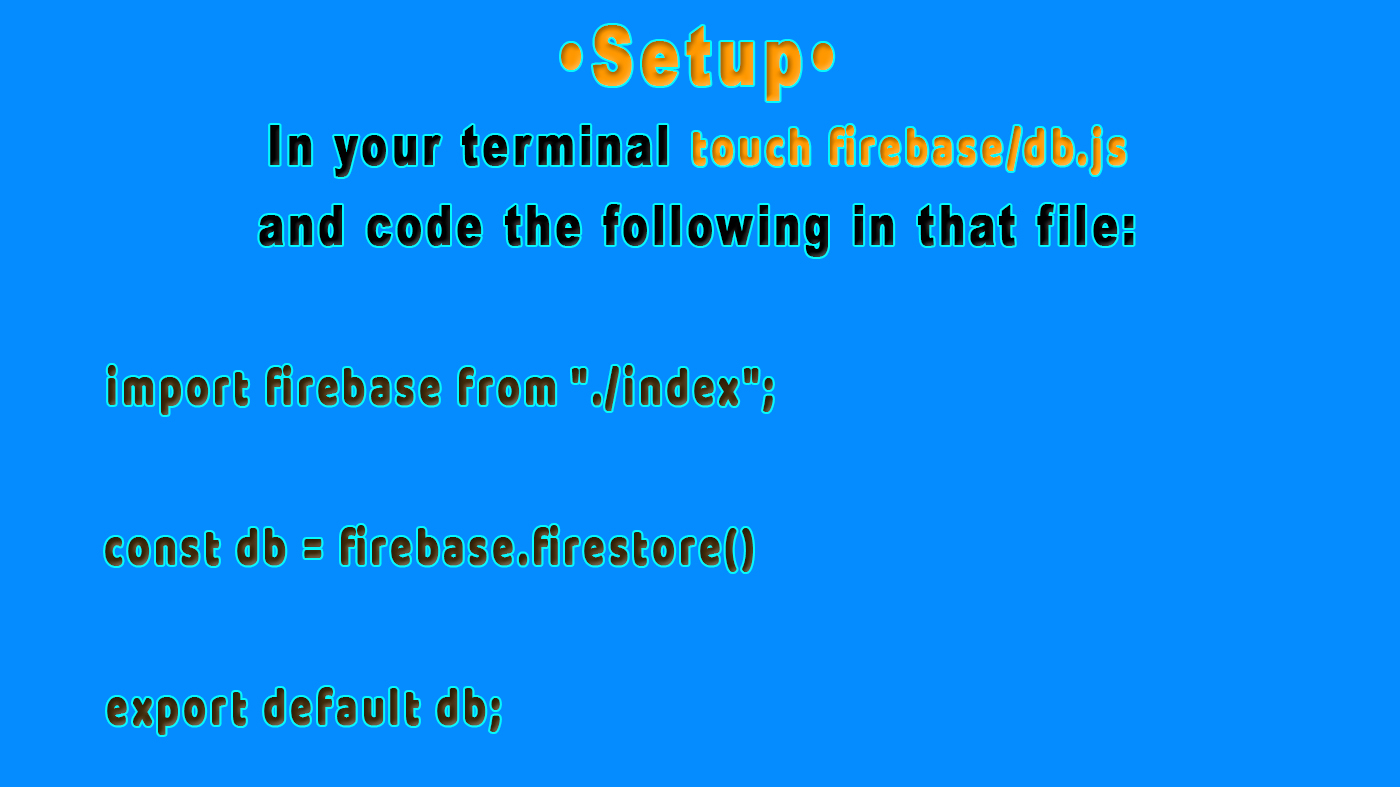 •Setup•
In your terminal touch firebase/db.js
and code the following in that file:
import firebase from "./index";
const db = firebase.firestore()
export default db;